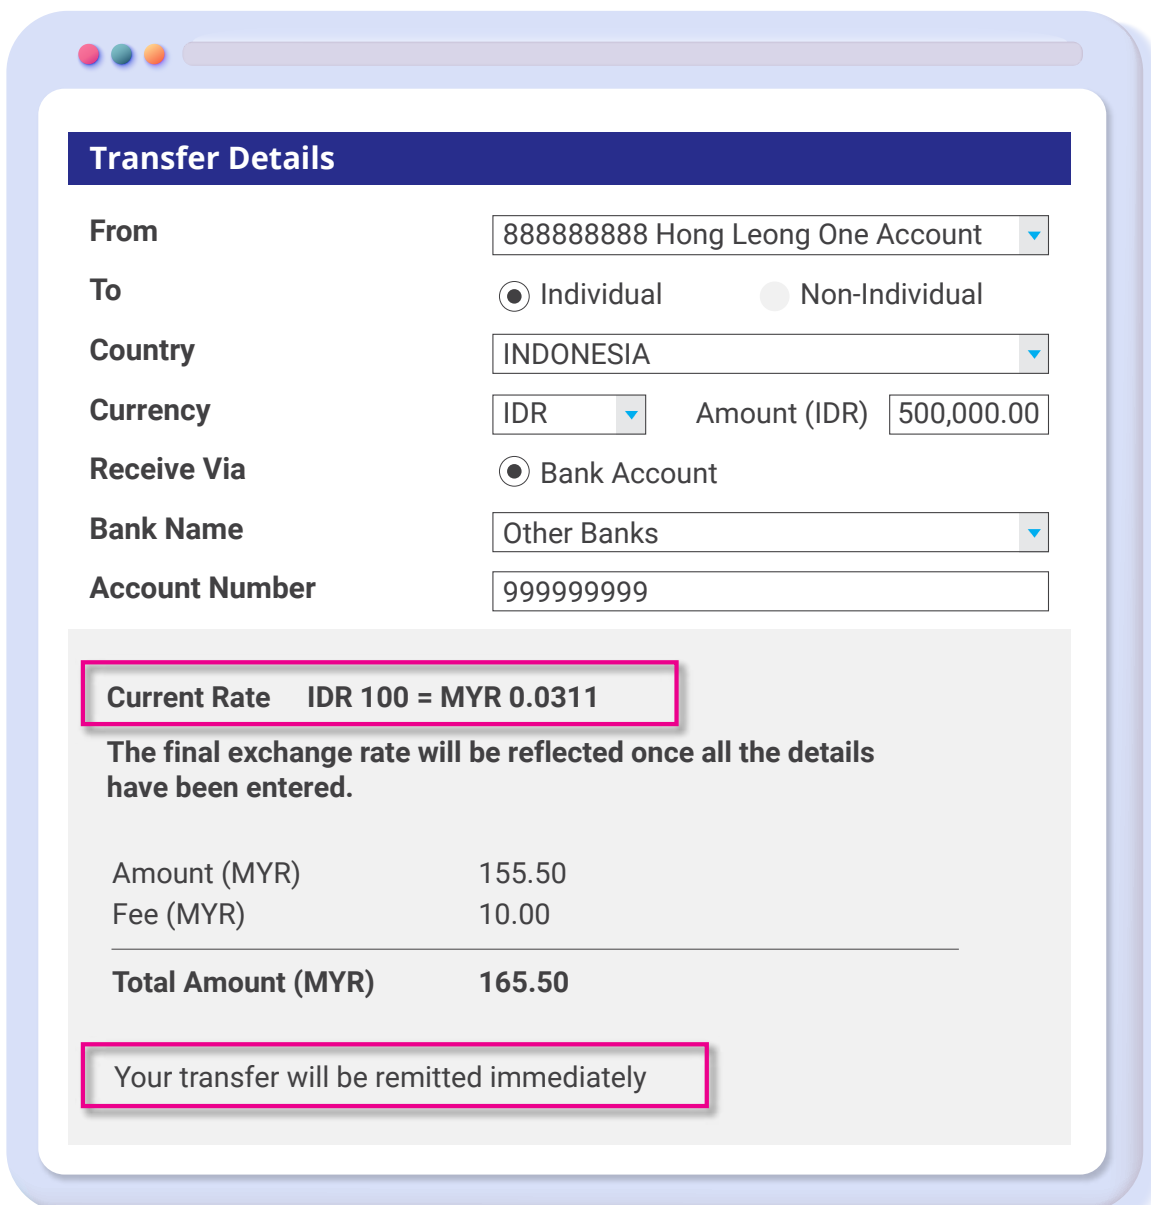 Transfer Details
From 888888888 Hong Leong One Account
To Individual Non-Individual
Country INDONESIA
Currency IDR Amount (IDR) 500,000.00
Receive Via Bank Account
Bank Name Other Banks
Account Number 999999999
Current Rate IDR 100 = MYR 0.0311
The final exchange rate will be reflected once all the details
have been entered.
Amount (MYR) 155.50
Fee (MYR) 10.00
Total Amount (MYR) 165.50
Your transfer will be remitted immediately